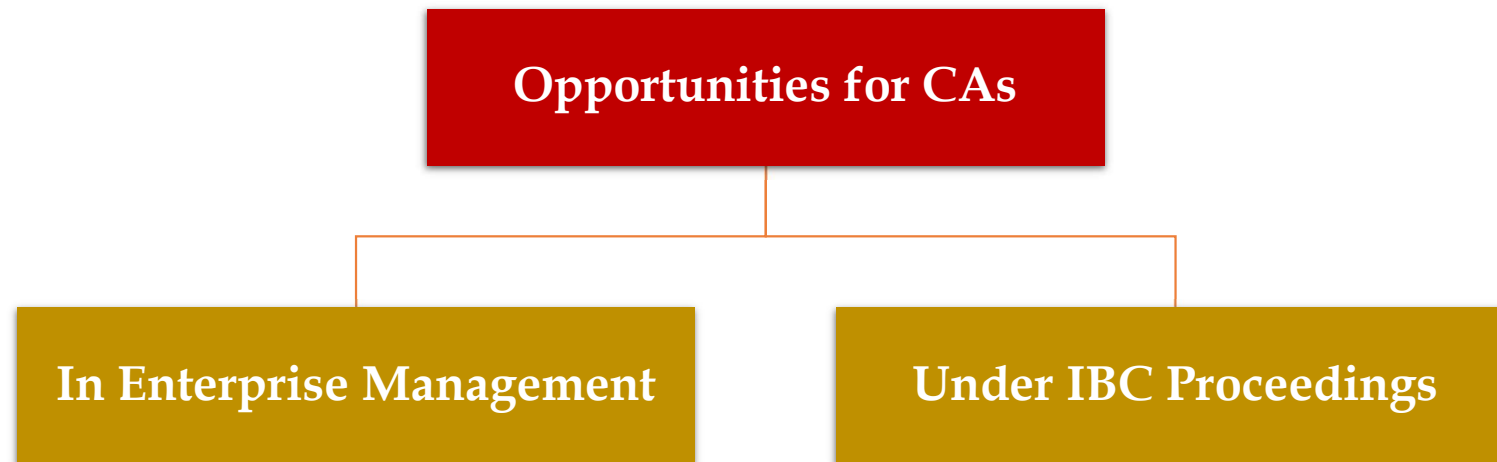 Opportunities for CAs
In Enterprise Management
Under IBC Proceedings